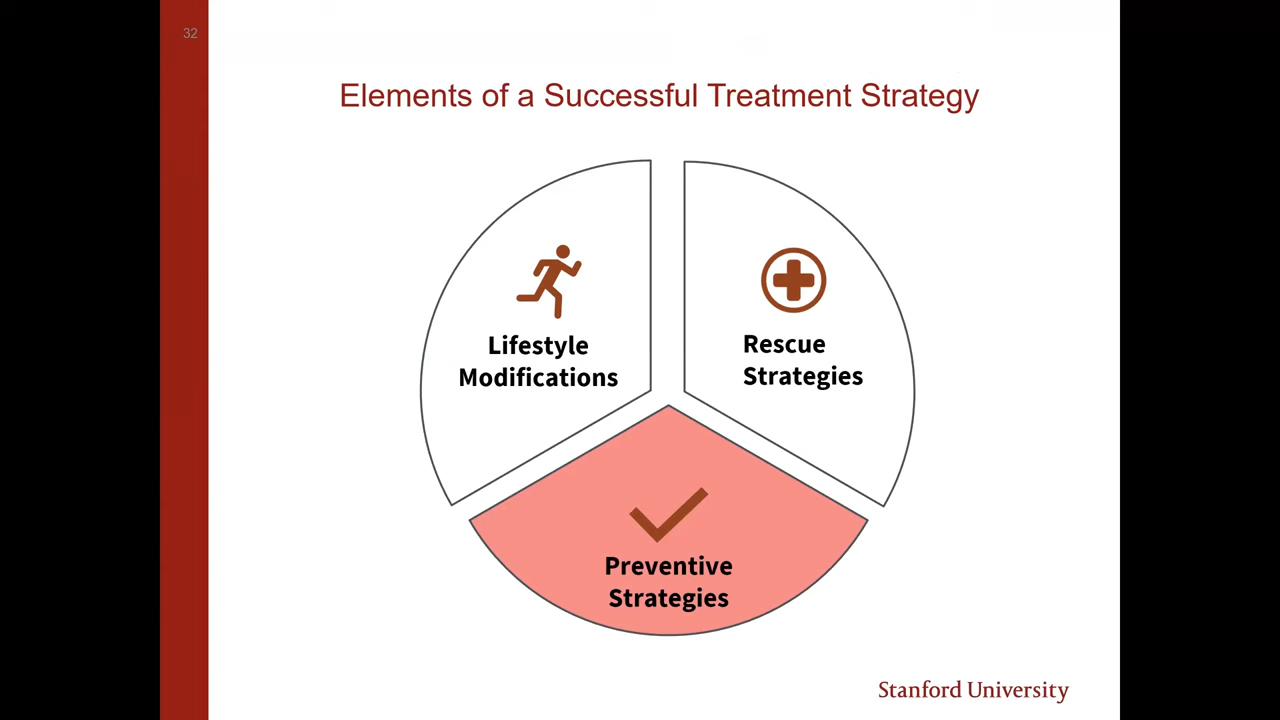 32
Elements of a Successful Treatment Strategy
Lifestyle
Modifications
Rescue
Strategies
Preventive
Strategies
Stanford University